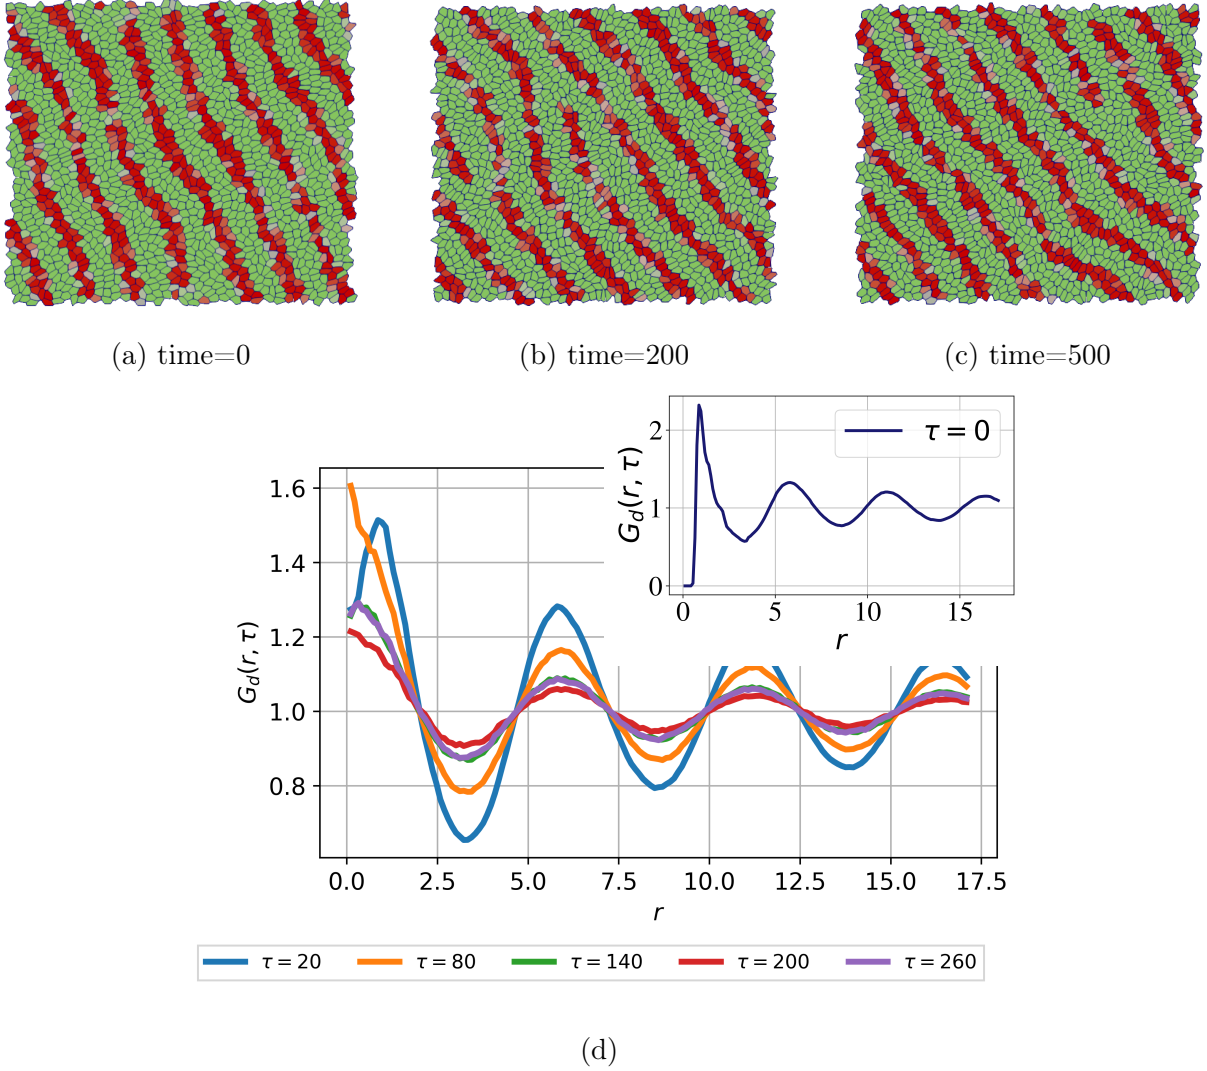 (a) time=0
(b) time=200
(c) time=500
2
1
0
G_d(r, τ)
τ = 0
0 5 10 15
r
1.6
1.4
1.2
1.0
0.8
G_d(r, τ)
0.0 2.5 5.0 7.5 10.0 12.5 15.0 17.5
r
τ = 20 τ = 80 τ = 140 τ = 200 τ = 260
(d)